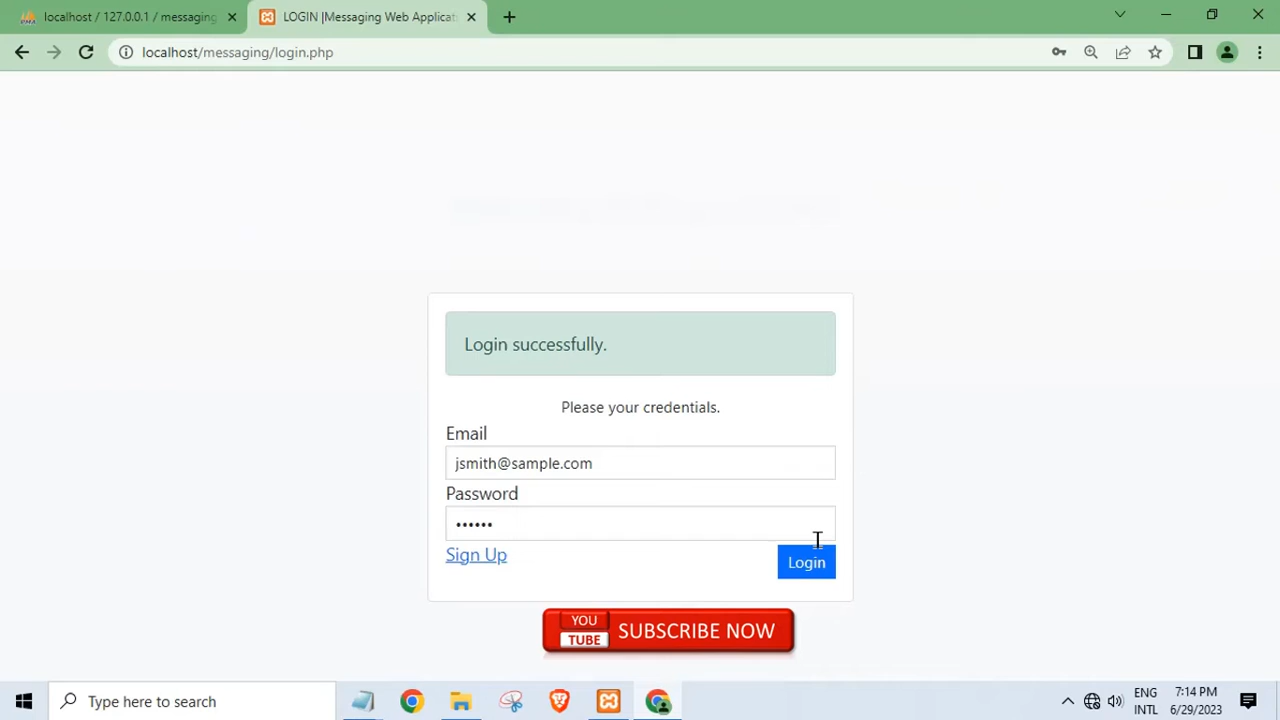 localhost / 127.0.0.1 / messaging
LOGIN |Messaging Web Applicat
localhost/messaging/login.php
Login successfully.
Please your credentials.
Email
jsmith@sample.com
Password
••••••
Sign Up
Login
YOU
TUBE
SUBSCRIBE NOW
Type here to search
ENG
INTL
7:14 PM
6/29/2023